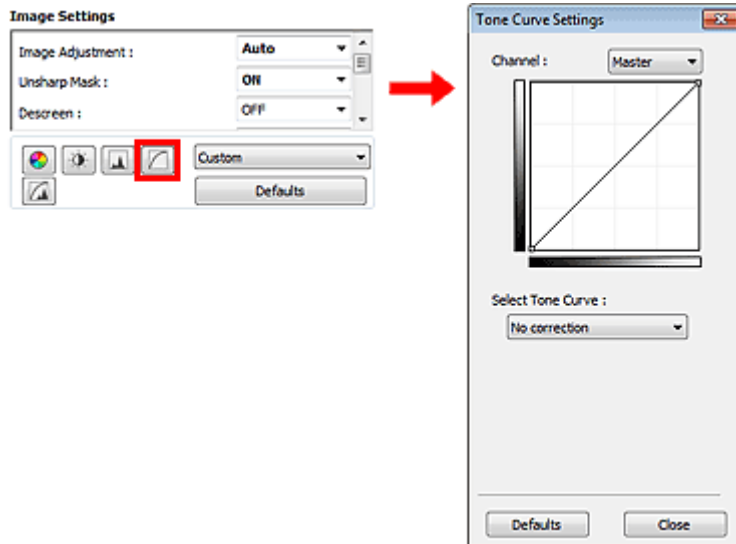 Image Settings
Image Adjustment : Auto
Unsharp Mask : ON
Descreen : OFF
Custom
Defaults
Tone Curve Settings
Channel : Master
Select Tone Curve :
No correction
Defaults Close